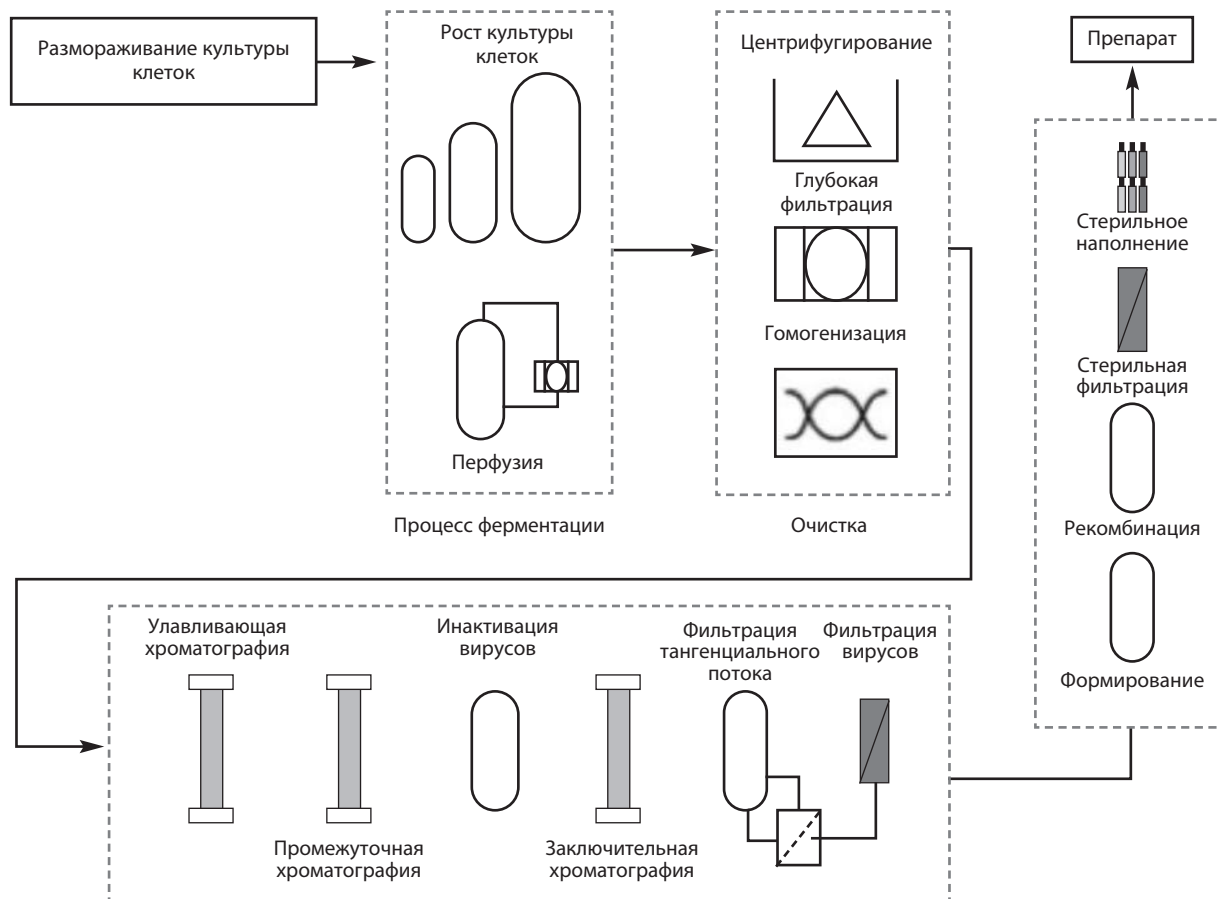 Размораживание культуры
клеток
Рост культуры
клеток
Перфузия
Процесс ферментации
Центрифугирование
Глубокая
фильтрация
Гомогенизация
Очистка
Улавливающая
хроматография
Промежуточная
хроматография
Инактивация
вирусов
Заключительная
хроматография
Фильтрация
тангенциального
потока
Фильтрация
вирусов
Препарат
Стерильное
наполнение
Стерильная
фильтрация
Рекомбинация
Формирование